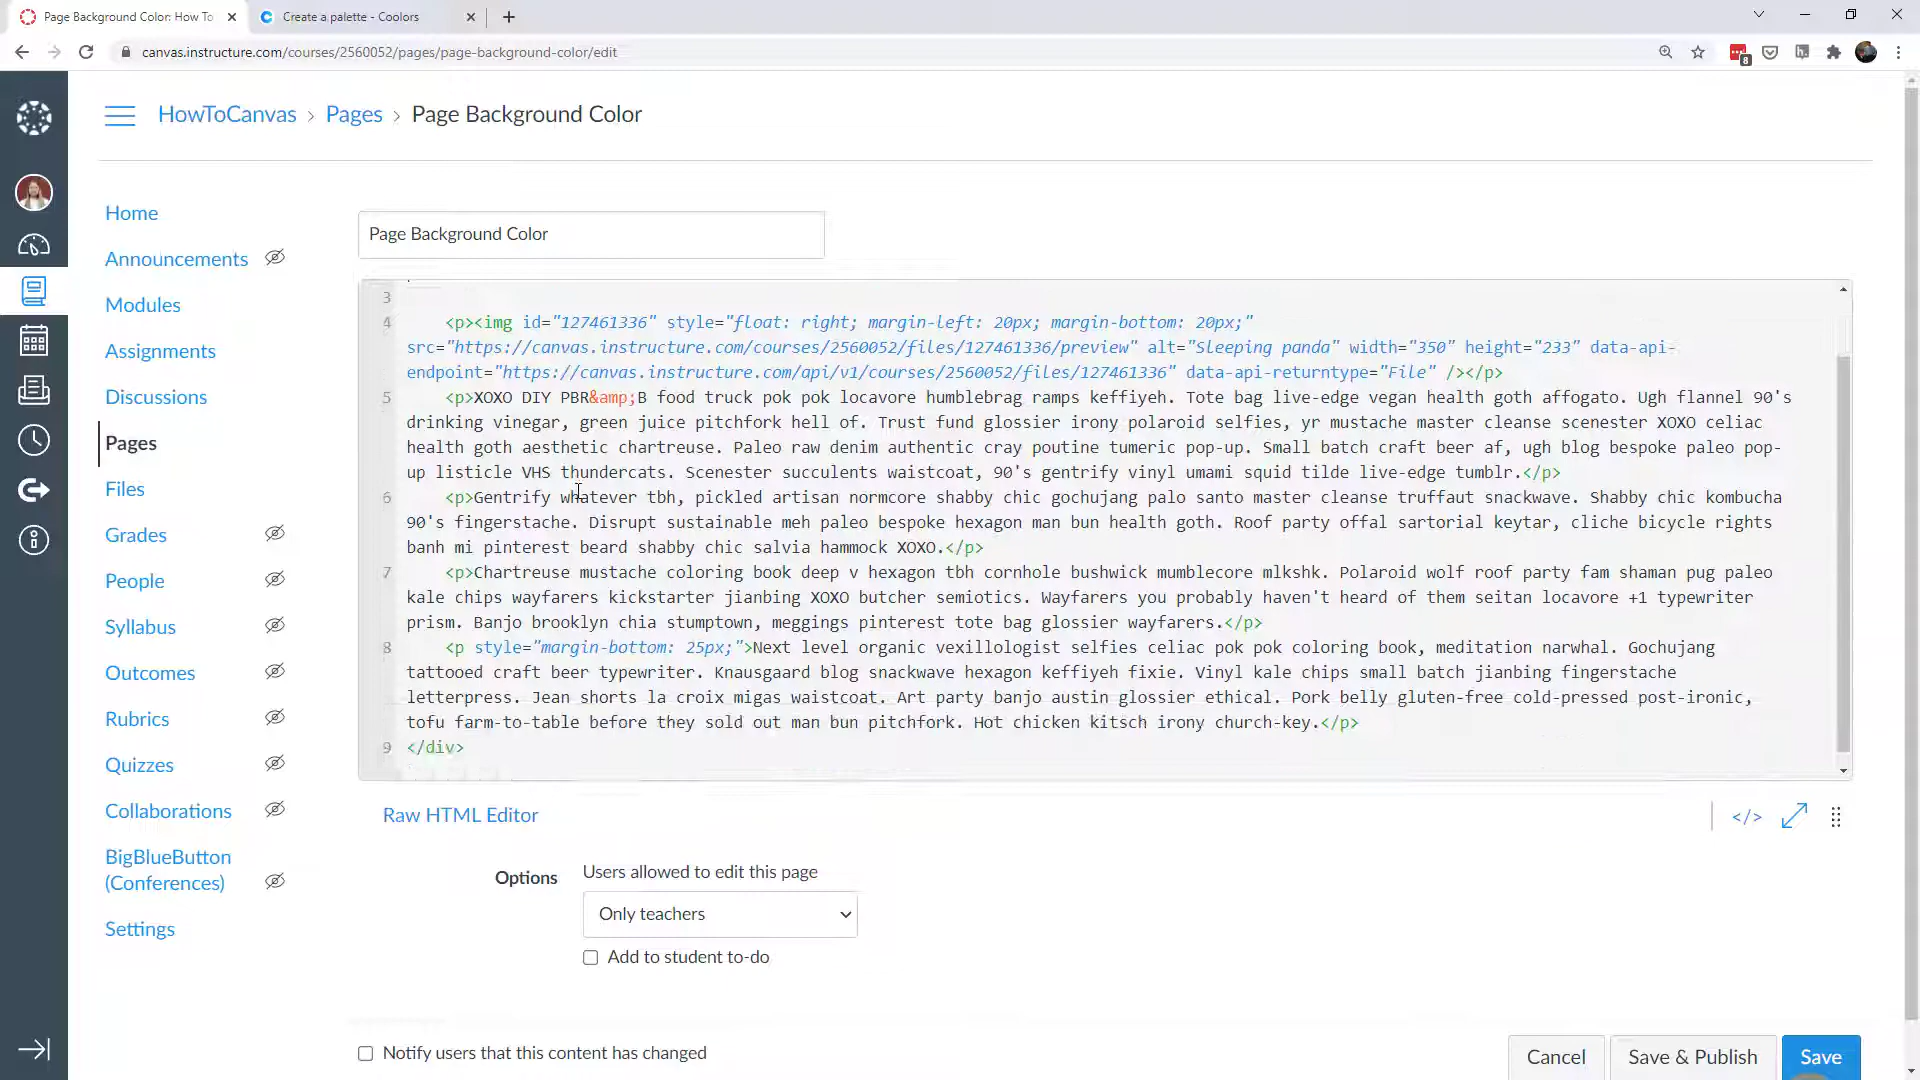 Page Background Color: How To
Create a palette - Coolors
canvas.instructure.com/courses/2560052/pages/page-background-color/edit
8
HowToCanvas › Pages › Page Background Color
Home
Announcements
Modules
Assignments
Discussions
Pages
Files
Grades
People
Syllabus
Outcomes
Rubrics
Quizzes
Collaborations
BigBlueButton
(Conferences)
Settings
Page Background Color
3
4 <p><img id="127461336" style="float: right; margin-left: 20px; margin-bottom: 20px;"
src="https://canvas.instructure.com/courses/2560052/files/127461336/preview" alt="Sleeping panda" width="350" height="233" data-api-
endpoint="https://canvas.instructure.com/api/v1/courses/2560052/files/127461336" data-api-returntype="File" /></p>
5 <p>XOXO DIY PBR&amp;B food truck pok pok locavore humblebrag ramps keffiyeh. Tote bag live-edge vegan health goth affogato. Ugh flannel 90's
drinking vinegar, green juice pitchfork hell of. Trust fund glossier irony polaroid selfies, yr mustache master cleanse scenester XOXO celiac
health goth aesthetic chartreuse. Paleo raw denim authentic cray poutine tumeric pop-up. Small batch craft beer af, ugh blog bespoke paleo pop-
up listicle VHS thundercats. Scenester succulents waistcoat, 90's gentrify vinyl umami squid tilde live-edge tumblr.</p>
6 <p>Gentrify whatever tbh, pickled artisan normcore shabby chic gochujang palo santo master cleanse truffaut snackwave. Shabby chic kombucha
90's fingerstache. Disrupt sustainable meh paleo bespoke hexagon man bun health goth. Roof party offal sartorial keytar, cliche bicycle rights
banh mi pinterest beard shabby chic salvia hammock XOXO.</p>
7 <p>Chartreuse mustache coloring book deep v hexagon tbh cornhole bushwick mumblecore mlkshk. Polaroid wolf roof party fam shaman pug paleo
kale chips wayfarers kickstarter jianbing XOXO butcher semiotics. Wayfarers you probably haven't heard of them seitan locavore +1 typewriter
prism. Banjo brooklyn chia stumptown, meggings pinterest tote bag glossier wayfarers.</p>
8 <p style="margin-bottom: 25px;">Next level organic vexillologist selfies celiac pok pok coloring book, meditation narwhal. Gochujang
tattooed craft beer typewriter. Knausgaard blog snackwave hexagon keffiyeh fixie. Vinyl kale chips small batch jianbing fingerstache
letterpress. Jean shorts la croix migas waistcoat. Art party banjo austin glossier ethical. Pork belly gluten-free cold-pressed post-ironic,
tofu farm-to-table before they sold out man bun pitchfork. Hot chicken kitsch irony church-key.</p>
9 </div>
Raw HTML Editor
</>
Options
Users allowed to edit this page
Only teachers
Add to student to-do
Notify users that this content has changed
Cancel
Save & Publish
Save